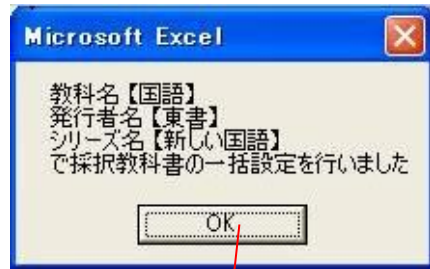 Microsoft Excel
教科名【国語】
発行者名【東書】
シリーズ名【新しい国語】
で採択教科書の一括設定を行いました
OK